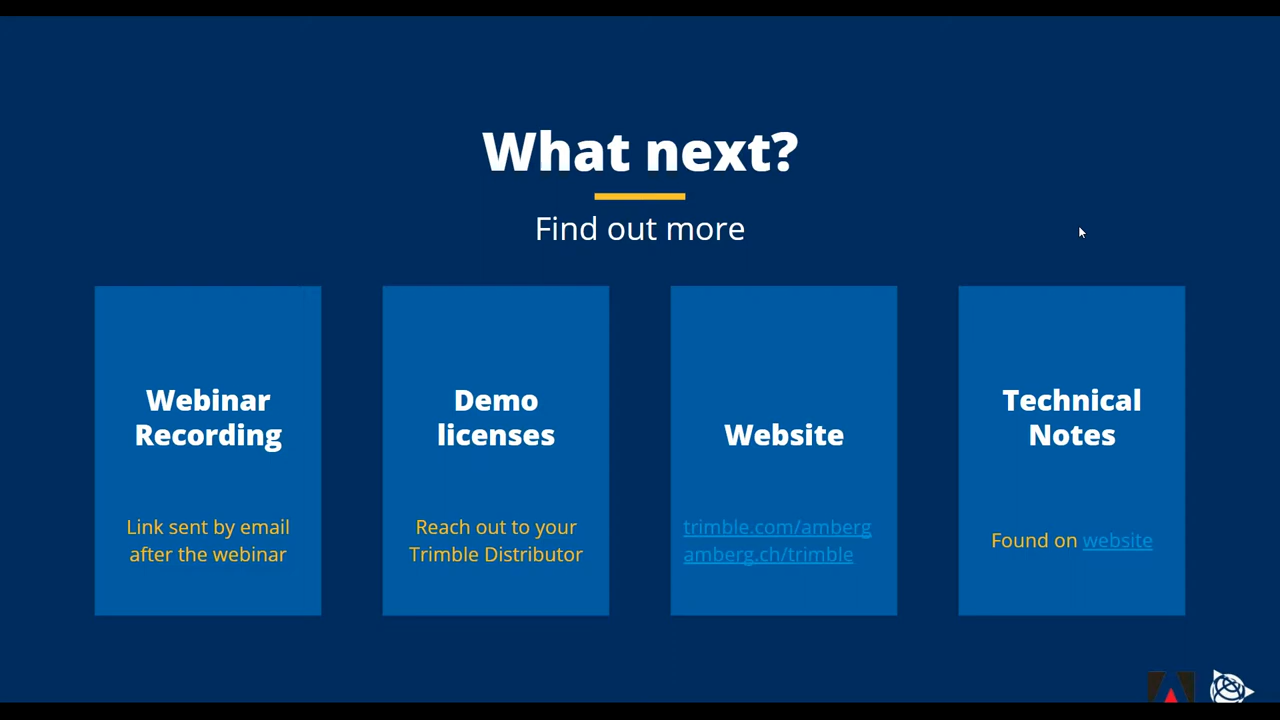 What next?
Find out more
Webinar
Recording
Link sent by email
after the webinar
Demo
licenses
Reach out to your
Trimble Distributor
Website
trimble.com/amberg
amberg.ch/trimble
Technical
Notes
Found on website